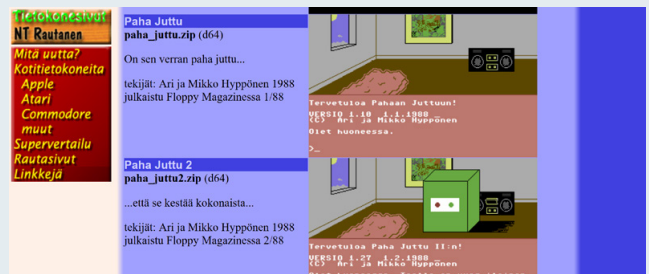 Tietokonesivut
NT Rautanen
Mitä uutta?
Kotitietokoneita
Apple
Atari
Commodore
muut
Supervertailu
Rautasivut
Linkkejä
Paha Juttu
paha_juttu.zip (d64)
On sen verran paha juttu...
tekijät: Ari ja Mikko Hyppönen 1988
julkaistu Floppy Magazinessa 1/88
Tervetuloa Pahaan Juttuun!
VERSIO 1.10 1.1.1988
(C) Ari ja Mikko Hyppönen
Olet huoneessa.
>_
Paha Juttu 2
paha_juttu2.zip (d64)
...että se kestää kokonaista...
tekijät: Ari ja Mikko Hyppönen 1988
julkaistu Floppy Magazinessa 2/88
Tervetuloa Paha Juttu II:n!
VERSIO 1.27 1.2.1988
(C) Ari ja Mikko Hyppönen